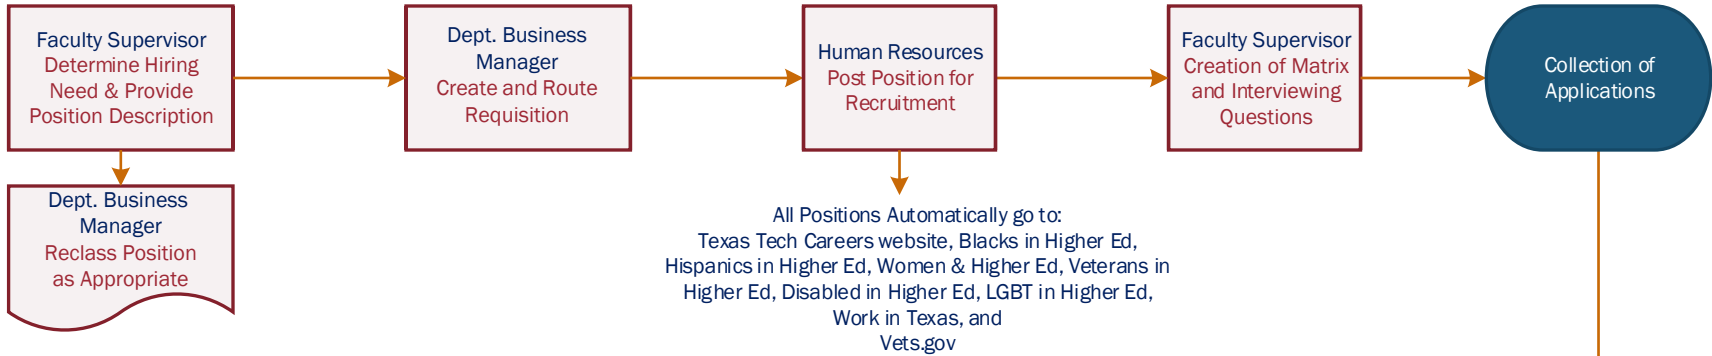 Faculty Supervisor
Determine Hiring
Need & Provide
Position Description
Dept. Business
Manager
Create and Route
Requisition
Human Resources
Post Position for
Recruitment
Faculty Supervisor
Creation of Matrix
and Interviewing
Questions
Collection of
Applications
Dept. Business
Manager
Reclass Position
as Appropriate
All Positions Automatically go to:
Texas Tech Careers website, Blacks in Higher Ed,
Hispanics in Higher Ed, Women & Higher Ed, Veterans in
Higher Ed, Disabled in Higher Ed, LGBT in Higher Ed,
Work in Texas, and
Vets.gov